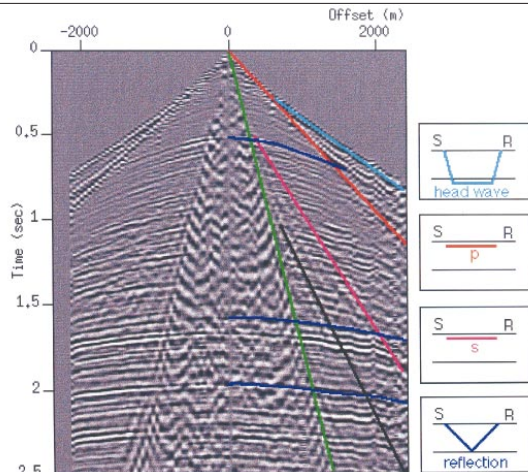 Offset (m)
-2000 0 2000
0
0.5
1
1.5
2
2.5
Time (sec)
S R
head wave
S R
p
S R
s
S R
reflection